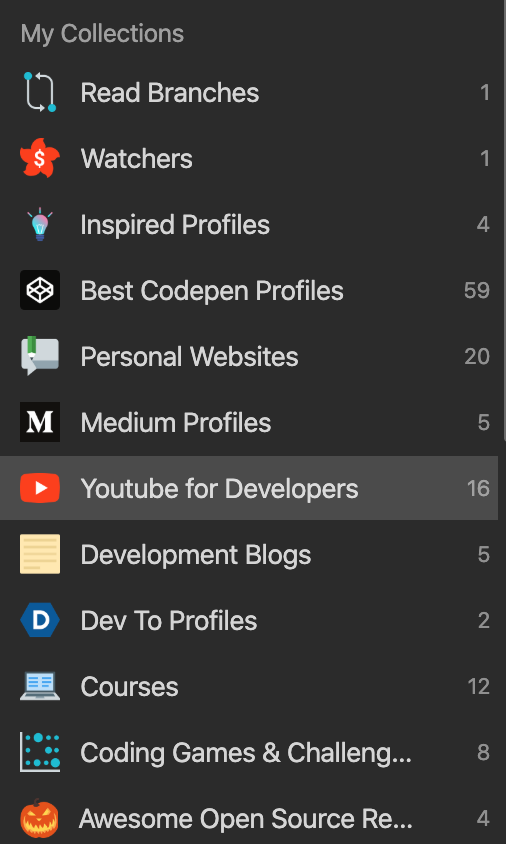 My Collections
Read Branches 1
$ Watchers 1
Inspired Profiles 4
Best Codepen Profiles 59
Personal Websites 20
M Medium Profiles 5
Youtube for Developers 16
Development Blogs 5
D Dev To Profiles 2
Courses 12
Coding Games & Challeng... 8
Awesome Open Source Re... 4